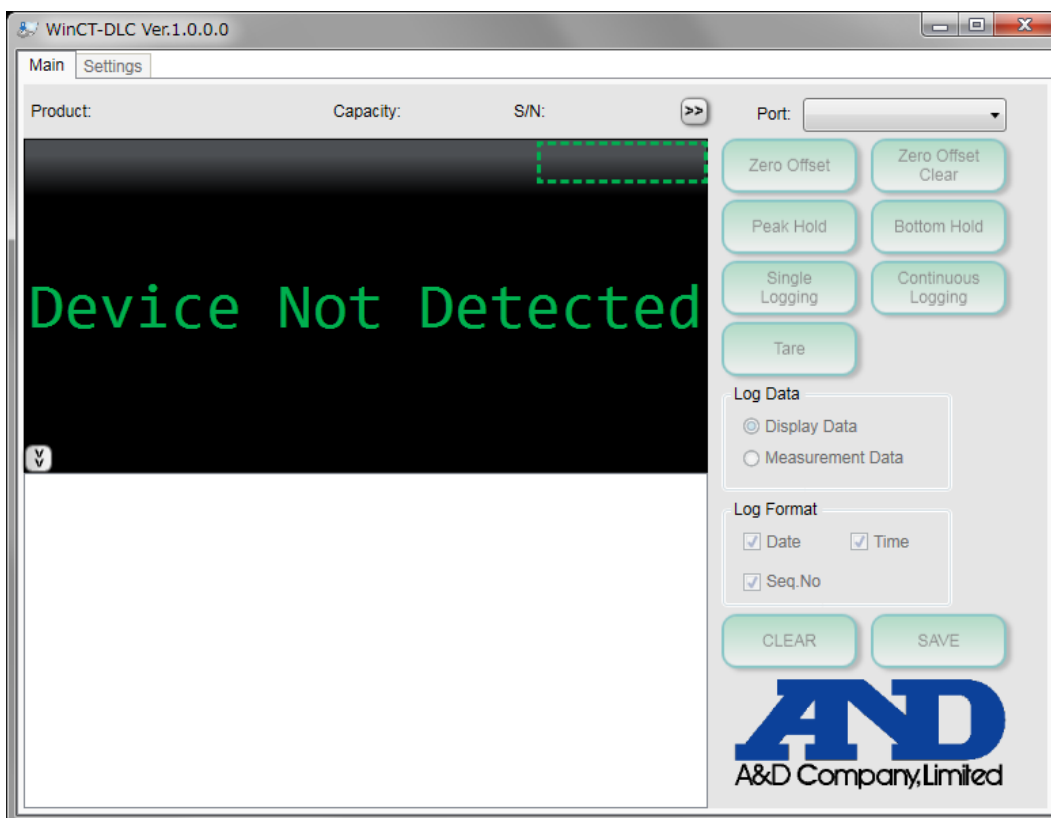 WinCT-DLC Ver.1.0.0.0
Main Settings
Product: Capacity: S/N: >> Port:
Zero Offset
Zero Offset
Clear
Device Not Detected
Peak Hold
Bottom Hold
Single
Logging
Continuous
Logging
Tare
Log Data
Display Data
Measurement Data
Log Format
Date Time
Seq.No
CLEAR SAVE
AND
A&D Company,Limited